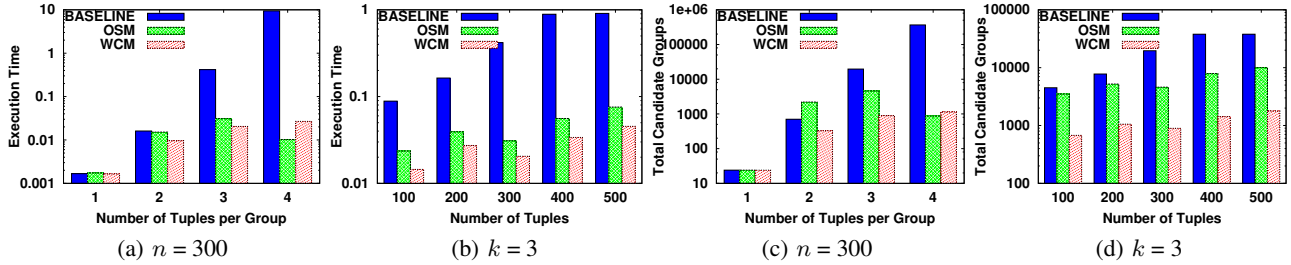 Execution Time
10
1
0.1
0.01
0.001
BASELINE
OSM
WCM
1 2 3 4
Number of Tuples per Group
(a) n = 300
Execution Time
1
0.1
0.01
BASELINE
OSM
WCM
100 200 300 400 500
Number of Tuples
(b) k = 3
Total Candidate Groups
1e+06
100000
10000
1000
100
10
BASELINE
OSM
WCM
1 2 3 4
Number of Tuples per Group
(c) n = 300
Total Candidate Groups
100000
10000
1000
100
BASELINE
OSM
WCM
100 200 300 400 500
Number of Tuples
(d) k = 3